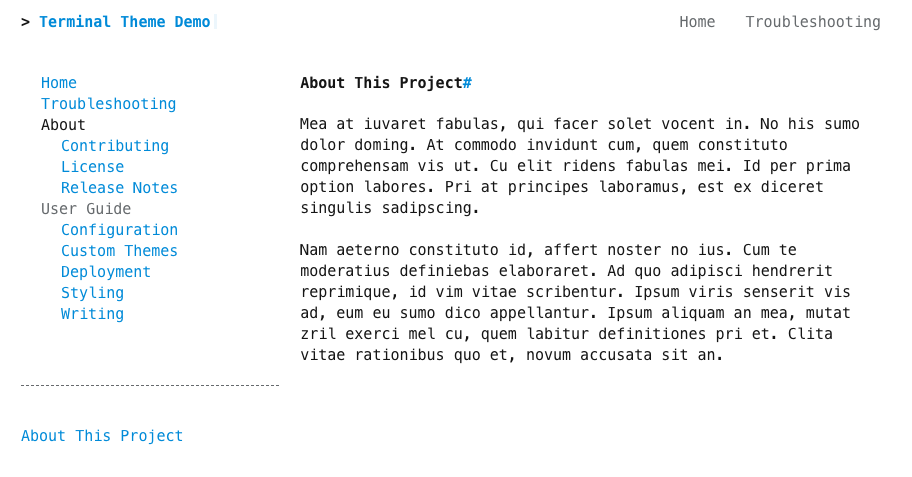 > Terminal Theme Demo
Home Troubleshooting
Home
Troubleshooting
About
Contributing
License
Release Notes
User Guide
Configuration
Custom Themes
Deployment
Styling
Writing
About This Project
About This Project#
Mea at iuvaret fabulas, qui facer solet vocent in. No his sumo
dolor doming. At commodo invidunt cum, quem constituto
comprehensam vis ut. Cu elit ridens fabulas mei. Id per prima
option labores. Pri at principes laboramus, est ex diceret
singulis sadipscing.
Nam aeterno constituto id, affert noster no ius. Cum te
moderatius definiebas elaboraret. Ad quo adipisci hendrerit
reprimique, id vim vitae scribentur. Ipsum viris senserit vis
ad, eum eu sumo dico appellantur. Ipsum aliquam an mea, mutat
zril exerci mel cu, quem labitur definitiones pri et. Clita
vitae rationibus quo et, novum accusata sit an.